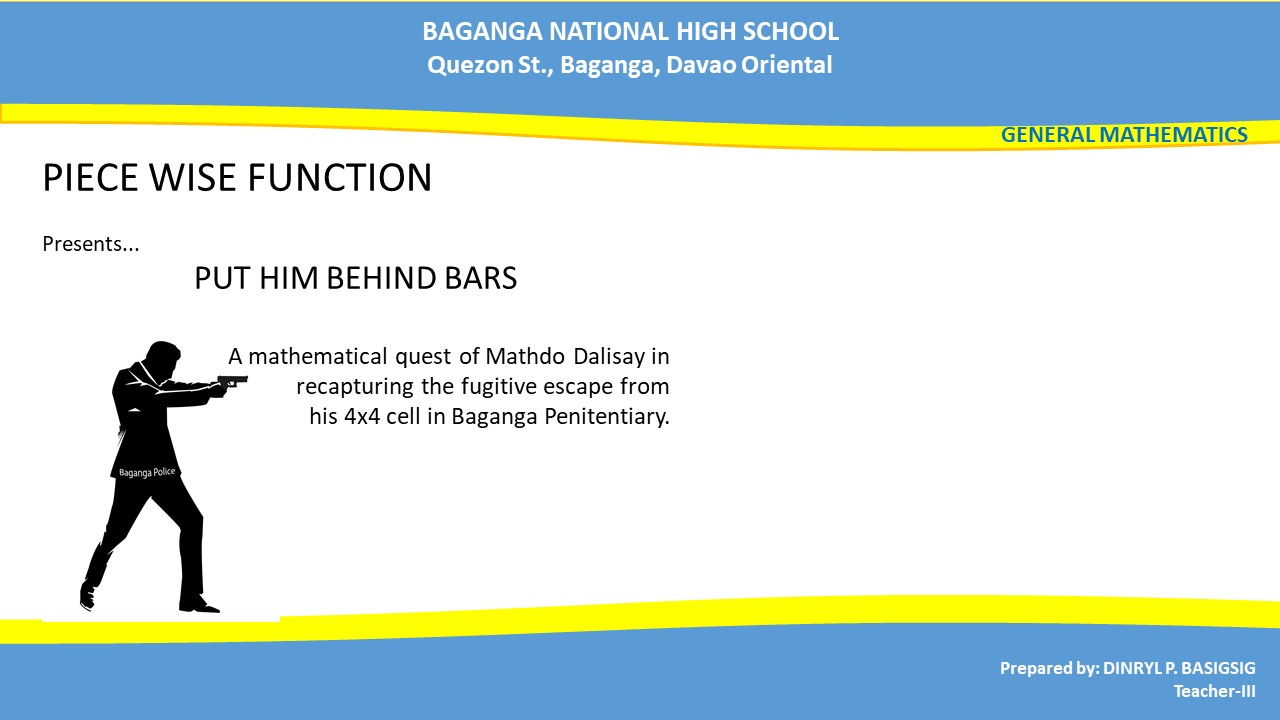 BAGANGA NATIONAL HIGH SCHOOL
Quezon St., Baganga, Davao Oriental
GENERAL MATHEMATICS
PIECE WISE FUNCTION
Presents...
PUT HIM BEHIND BARS
A mathematical quest of Mathdo Dalisay in
recapturing the fugitive escape from
his 4x4 cell in Baganga Penitentiary.
Baganga Police
Prepared by: DINRYL P. BASIGSIG
Teacher-III